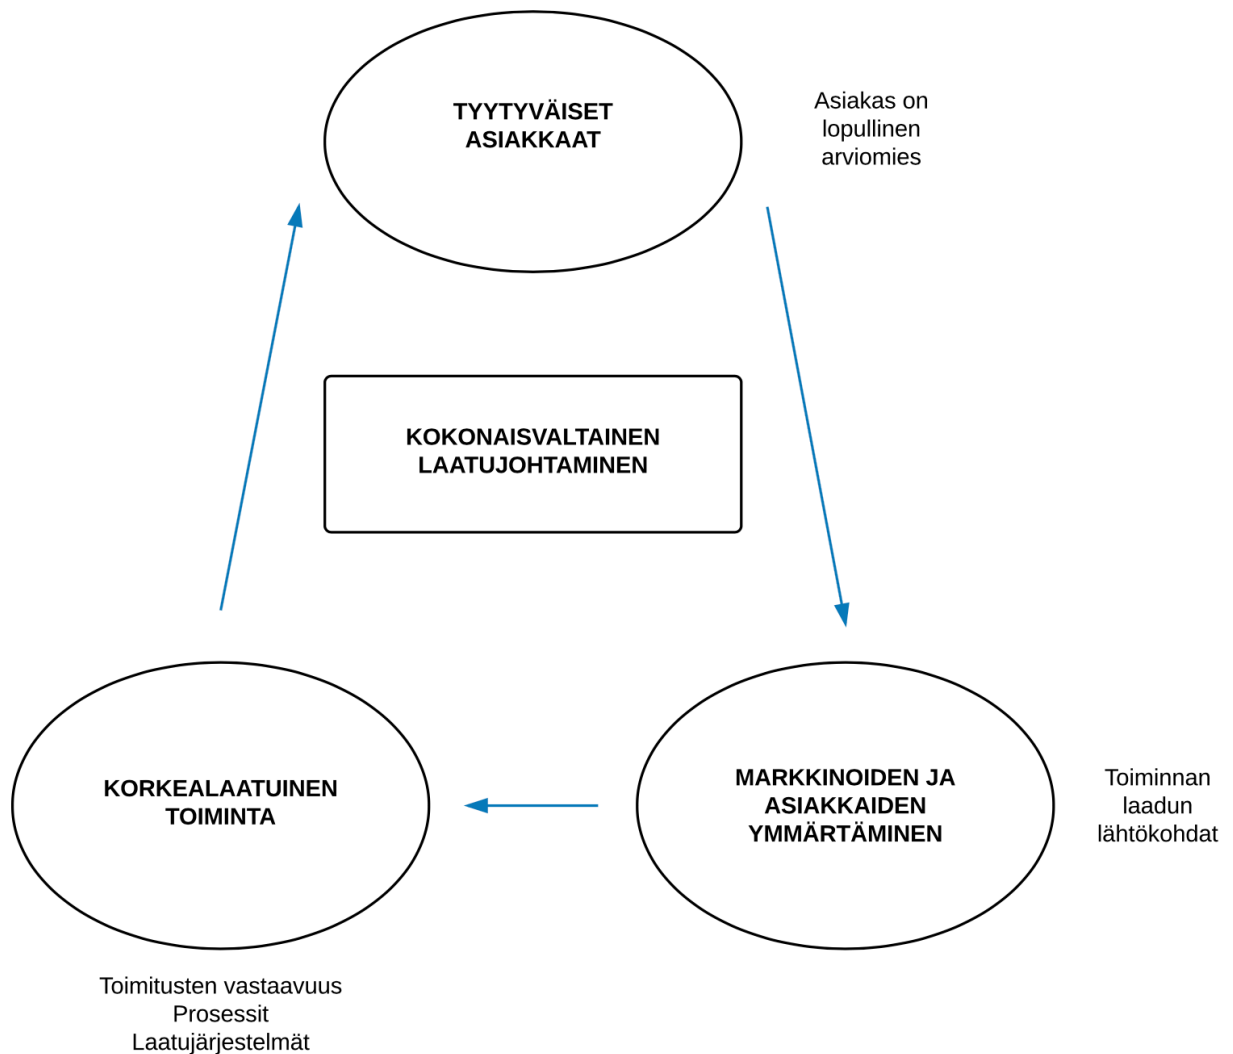 TYYTYVÄISET
ASIAKKAAT
Asiakas on
lopullinen
arviomies
KOKONAISVALTAINEN
LAATUJOHTAMINEN
KORKEALAATUINEN
TOIMINTA
MARKKINOIDEN JA
ASIAKKAIDEN
YMMÄRTÄMINEN
Toiminnan
laadun
lähtökohdat
Toimitusten vastaavuus
Prosessit
Laatujärjestelmät